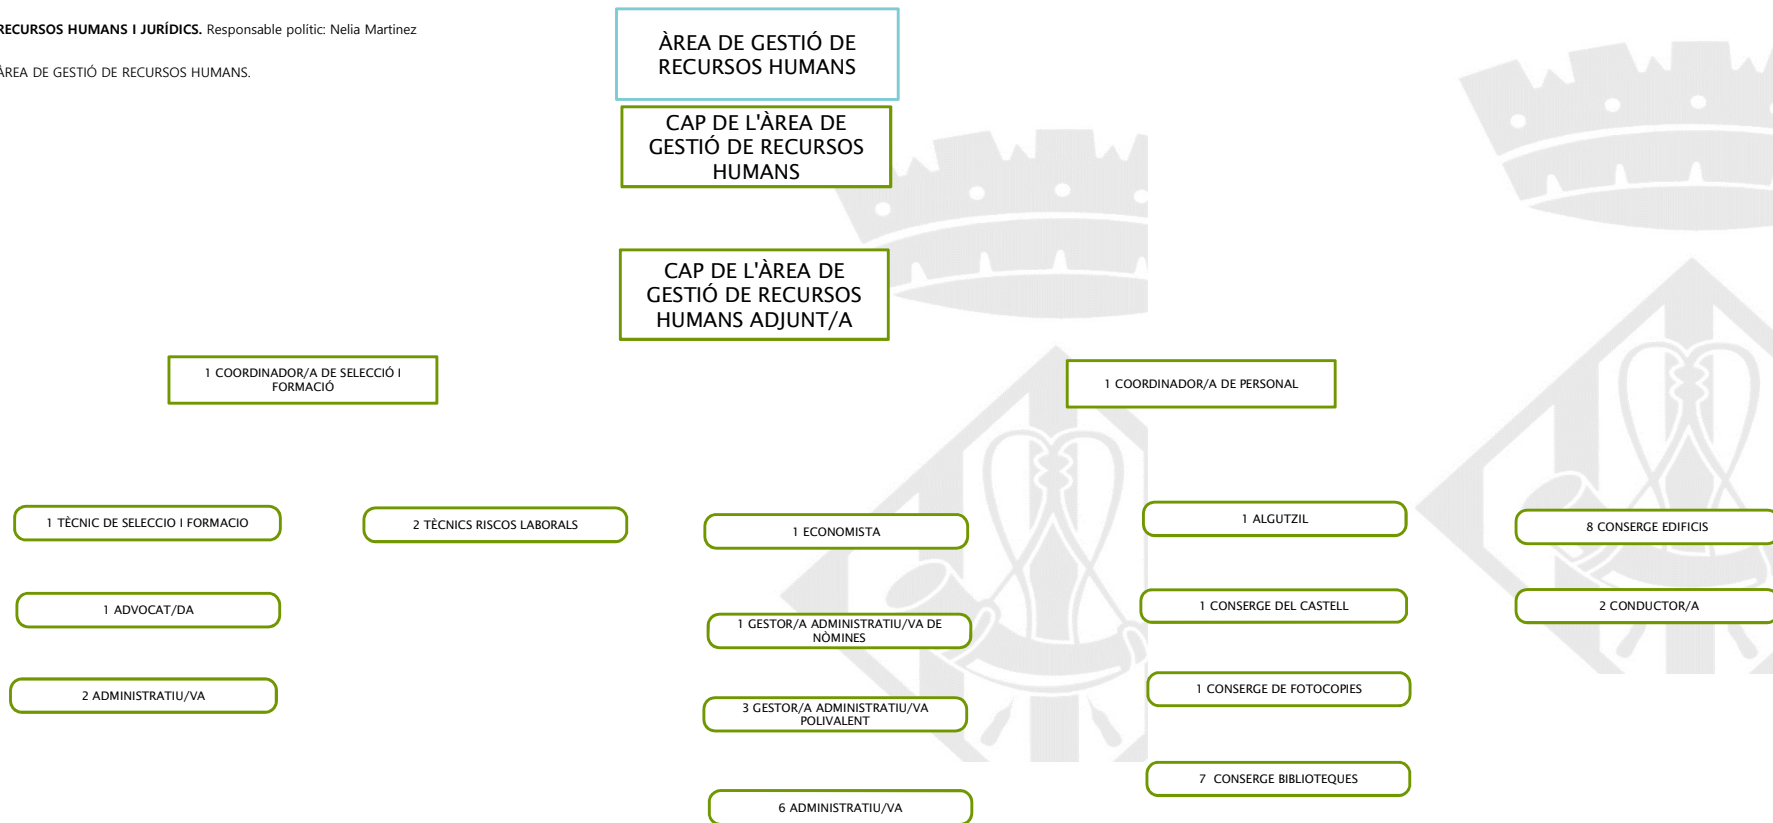 RECURSOS HUMANS I JURÍDICS. Responsable polític: Nelia Martinez
ÀREA DE GESTIÓ DE RECURSOS HUMANS.
ÀREA DE GESTIÓ DE
RECURSOS HUMANS
CAP DE L'ÀREA DE
GESTIÓ DE RECURSOS
HUMANS
CAP DE L'ÀREA DE
GESTIÓ DE RECURSOS
HUMANS ADJUNT/A
1 COORDINADOR/A DE SELECCIÓ I
FORMACIÓ
1 COORDINADOR/A DE PERSONAL
1 TÈCNIC DE SELECCIO I FORMACIO
1 ADVOCAT/DA
2 ADMINISTRATIU/VA
2 TÈCNICS RISCOS LABORALS
1 ECONOMISTA
1 GESTOR/A ADMINISTRATIU/VA DE
NÒMINES
3 GESTOR/A ADMINISTRATIU/VA
POLIVALENT
6 ADMINISTRATIU/VA
1 ALGUTZIL
1 CONSERGE DEL CASTELL
1 CONSERGE DE FOTOCOPIES
7 CONSERGE BIBLIOTEQUES
8 CONSERGE EDIFICIS
2 CONDUCTOR/A